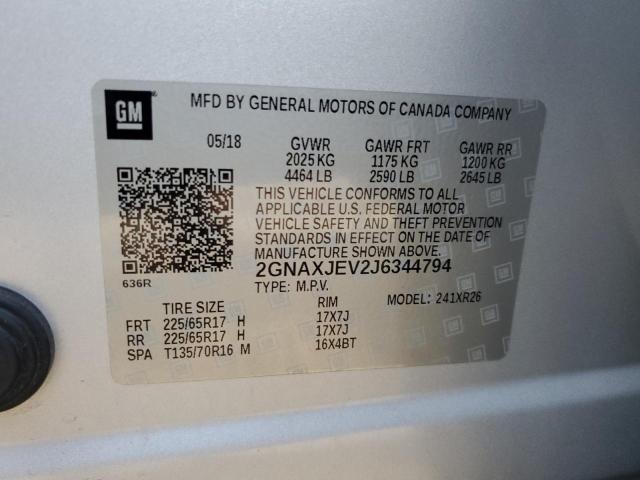 GM
MFD BY GENERAL MOTORS OF CANADA COMPANY
05/18 GVWR GAWR FRT GAWR RR
2025 KG 1175 KG 1200 KG
4464 LB 2590 LB 2645 LB
THIS VEHICLE CONFORMS TO ALL
APPLICABLE U.S. FEDERAL MOTOR
VEHICLE SAFETY AND THEFT PREVENTION
STANDARDS IN EFFECT ON THE DATE OF
MANUFACTURE SHOWN ABOVE.
636R
2GNAXJEV2J6344794
TYPE: M.P.V. MODEL: 241XR26
TIRE SIZE RIM
FRT 225/65R17 H 17X7J
RR 225/65R17 H 17X7J
SPA T135/70R16 M 16X4BT